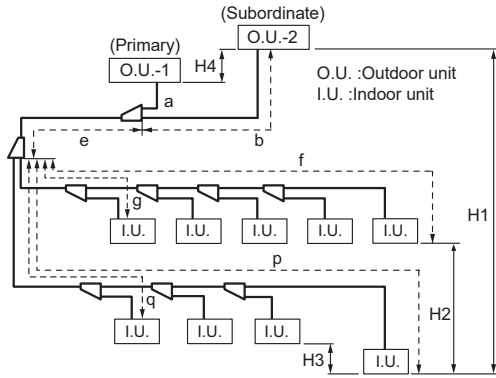 (Subordinate)
O.U.-2
(Primary)
O.U.-1
H4
O.U. :Outdoor unit
I.U. :Indoor unit
a
e
b
f
g
H1
I.U.
I.U.
I.U.
I.U.
I.U.
p
q
H2
I.U.
I.U.
I.U.
H3
I.U.